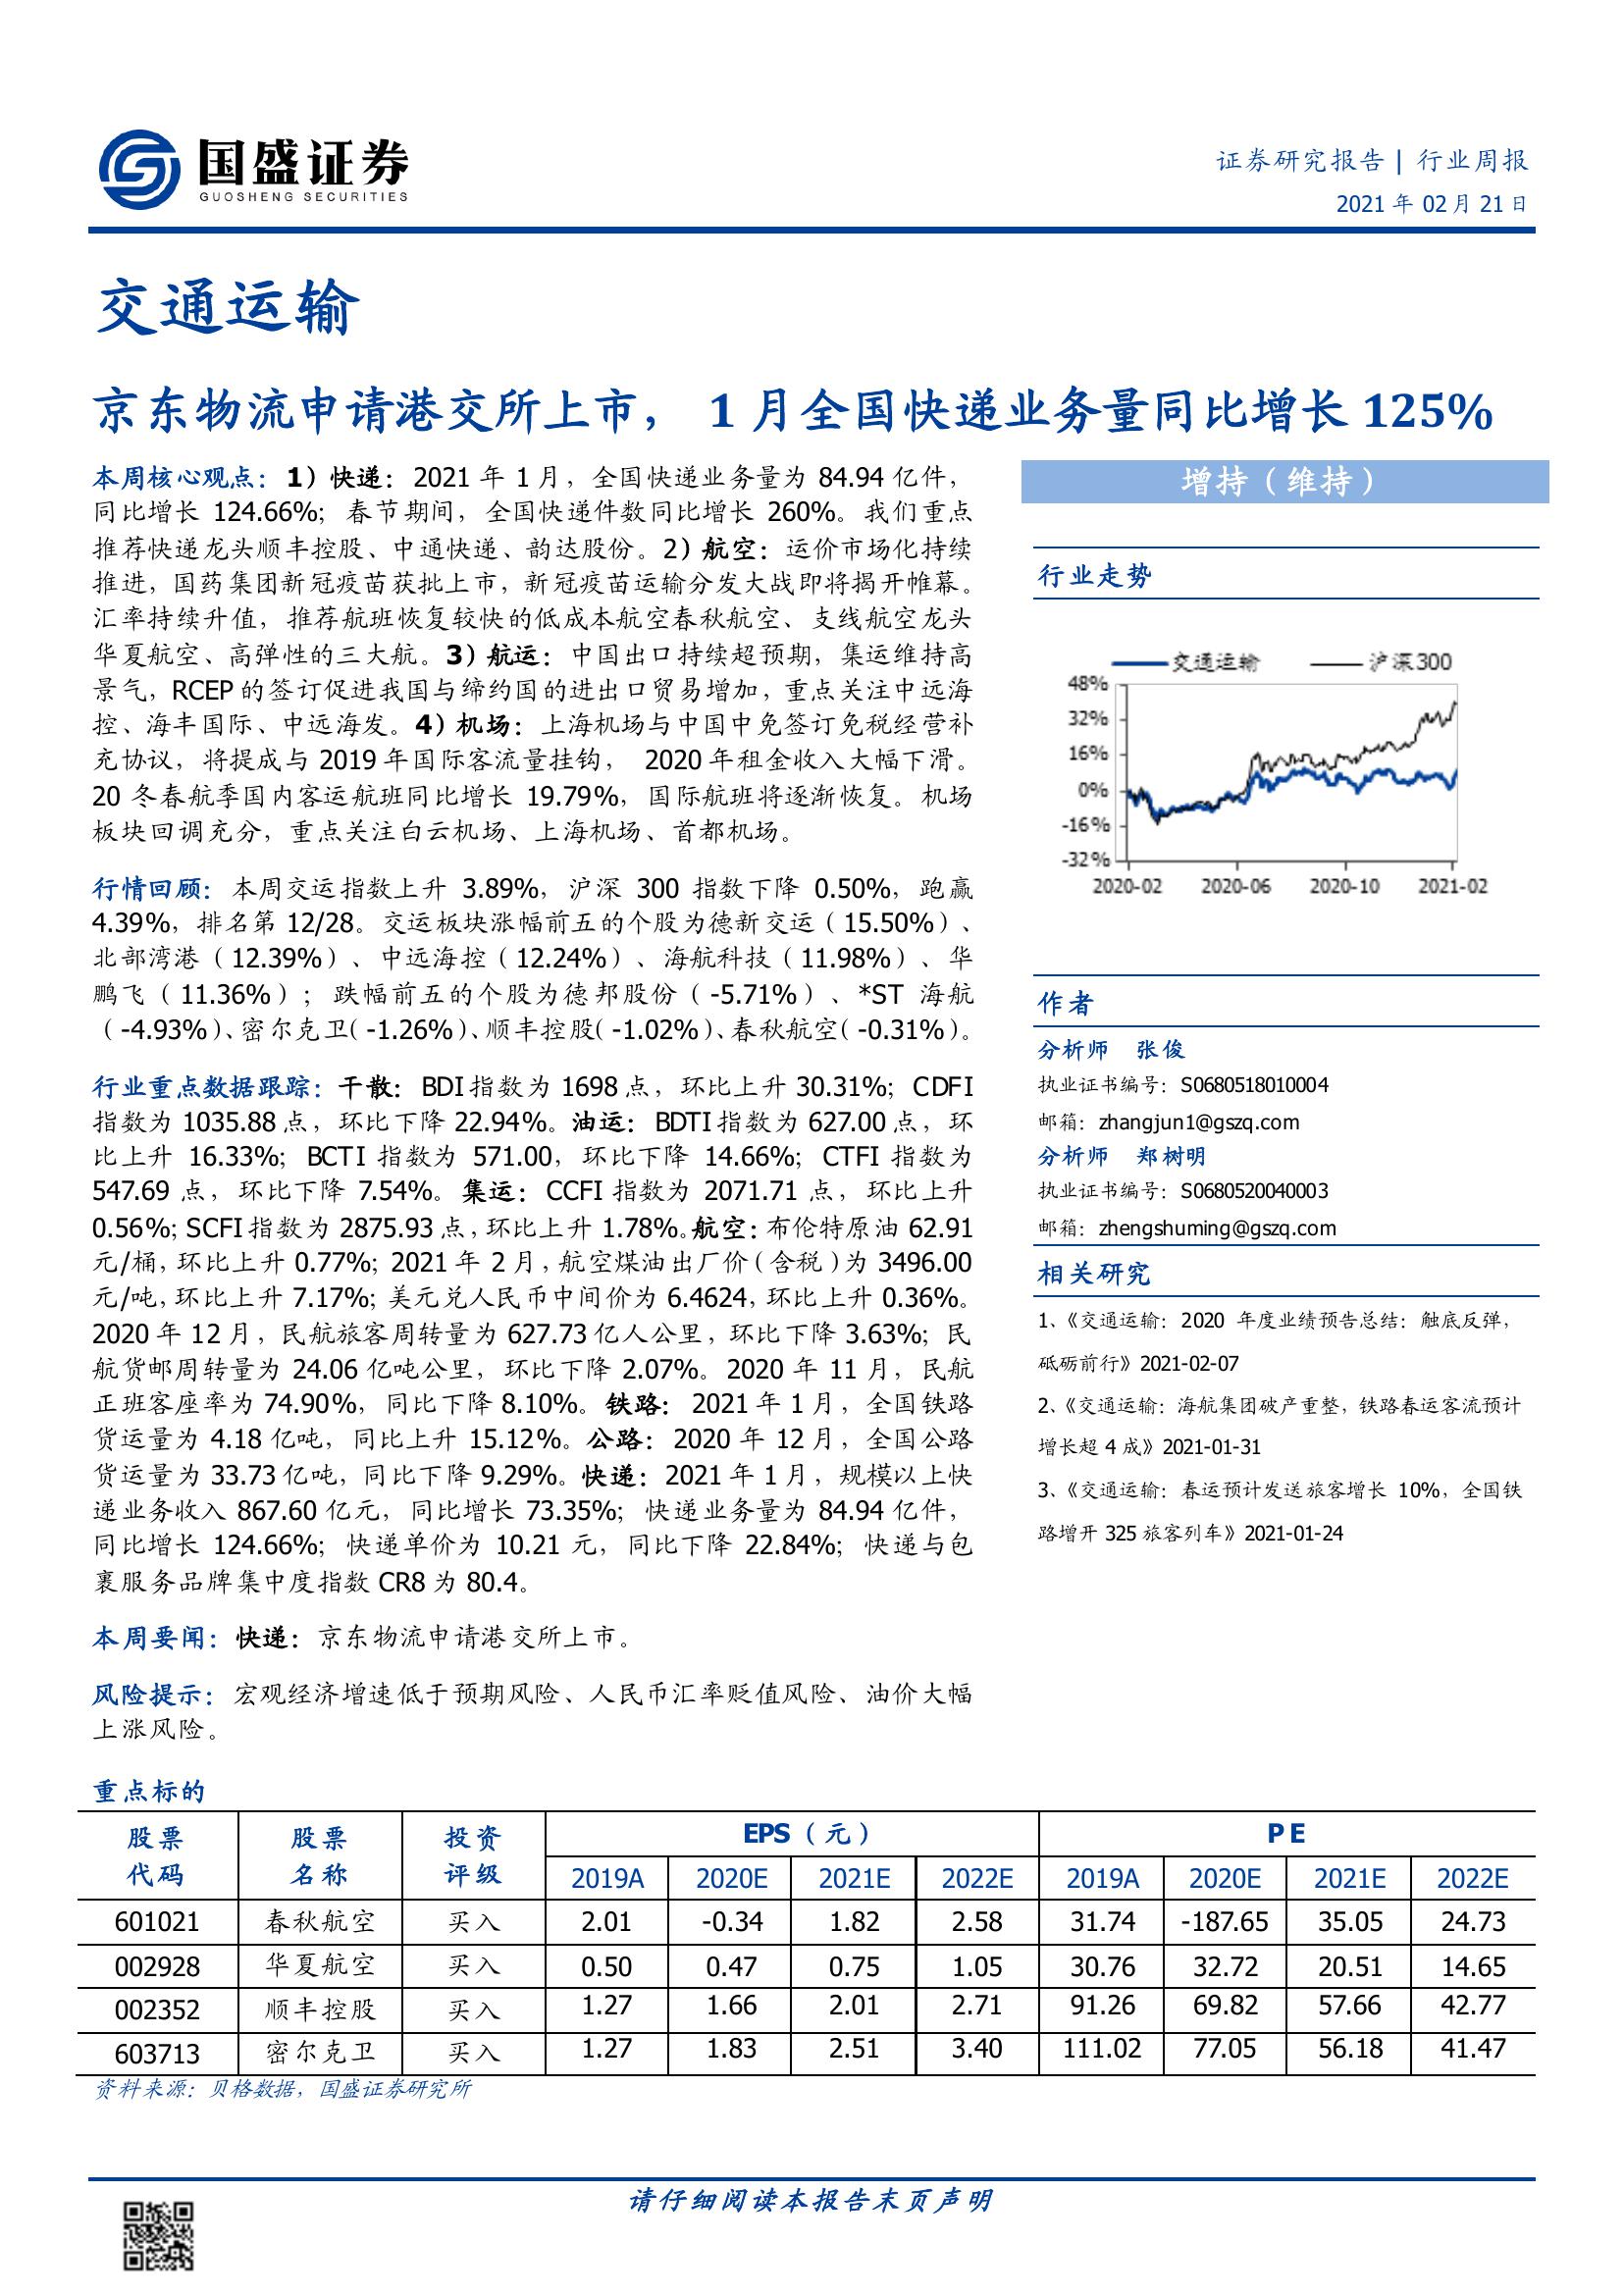 国盛证券
GUOSHENG SECURITIES
证券研究报告 | 行业周报
2021 年 02 月 21 日
交通运输
京东物流申请港交所上市， 1 月全国快递业务量同比增长 125%
本周核心观点：1）快递：2021 年 1 月，全国快递业务量为 84.94 亿件，
同比增长 124.66%；春节期间，全国快递件数同比增长 260%。我们重点
推荐快递龙头顺丰控股、中通快递、韵达股份。2）航空：运价市场化持续
推进，国药集团新冠疫苗获批上市，新冠疫苗运输分发大战即将揭开帷幕。
汇率持续升值，推荐航班恢复较快的低成本航空春秋航空、支线航空龙头
华夏航空、高弹性的三大航。3）航运：中国出口持续超预期，集运维持高
景气，RCEP 的签订促进我国与缔约国的进出口贸易增加，重点关注中远海
控、海丰国际、中远海发。4）机场：上海机场与中国中免签订免税经营补
充协议，将提成与 2019 年国际客流量挂钩， 2020 年租金收入大幅下滑。
20 冬春航季国内客运航班同比增长 19.79%，国际航班将逐渐恢复。机场
板块回调充分，重点关注白云机场、上海机场、首都机场。
行情回顾：本周交运指数上升 3.89%，沪深 300 指数下降 0.50%，跑赢
4.39%，排名第 12/28。交运板块涨幅前五的个股为德新交运（15.50%）、
北部湾港（12.39%）、中远海控（12.24%）、海航科技（11.98%）、华
鹏飞（11.36%）；跌幅前五的个股为德邦股份（-5.71%）、*ST 海航
（-4.93%）、密尔克卫（-1.26%）、顺丰控股（-1.02%）、春秋航空（-0.31%）。
行业重点数据跟踪：干散：BDI 指数为 1698 点，环比上升 30.31%；CDFI
指数为 1035.88 点，环比下降 22.94%。油运：BDTI 指数为 627.00 点，环
比上升 16.33%；BCTI 指数为 571.00，环比下降 14.66%；CTFI 指数为
547.69 点，环比下降 7.54%。集运：CCFI 指数为 2071.71 点，环比上升
0.56%；SCFI 指数为 2875.93 点，环比上升 1.78%。航空：布伦特原油 62.91
元/桶，环比上升 0.77%；2021 年 2 月，航空煤油出厂价（含税）为 3496.00
元/吨，环比上升 7.17%；美元兑人民币中间价为 6.4624，环比上升 0.36%。
2020 年 12 月，民航旅客周转量为 627.73 亿人公里，环比下降 3.63%；民
航货邮周转量为 24.06 亿吨公里，环比下降 2.07%。2020 年 11 月，民航
正班客座率为 74.90%，同比下降 8.10%。铁路：2021 年 1 月，全国铁路
货运量为 4.18 亿吨，同比上升 15.12%。公路：2020 年 12 月，全国公路
货运量为 33.73 亿吨，同比下降 9.29%。快递：2021 年 1 月，规模以上快
递业务收入 867.60 亿元，同比增长 73.35%；快递业务量为 84.94 亿件，
同比增长 124.66%；快递单价为 10.21 元，同比下降 22.84%；快递与包
裹服务品牌集中度指数 CR8 为 80.4。
本周要闻：快递：京东物流申请港交所上市。
风险提示：宏观经济增速低于预期风险、人民币汇率贬值风险、油价大幅
上涨风险。
增持（维持）
行业走势
交通运输 沪深300
48%
32%
16%
0%
-16%
-32%
2020-02 2020-06 2020-10 2021-02
作者
分析师 张俊
执业证书编号：S0680518010004
邮箱：zhangjun1@gszq.com
分析师 郑树明
执业证书编号：S0680520040003
邮箱：zhengshuming@gszq.com
相关研究
1、《交通运输：2020 年度业绩预告总结：触底反弹，
砥砺前行》2021-02-07
2、《交通运输：海航集团破产重整，铁路春运客流预计
增长超 4 成》2021-01-31
3、《交通运输：春运预计发送旅客增长 10%，全国铁
路增开 325 旅客列车》2021-01-24
重点标的
股票 股票 投资 EPS（元） P E
代码 名称 评级 2019A 2020E 2021E 2022E 2019A 2020E 2021E 2022E
601021 春秋航空 买入 2.01 -0.34 1.82 2.58 31.74 -187.65 35.05 24.73
002928 华夏航空 买入 0.50 0.47 0.75 1.05 30.76 32.72 20.51 14.65
002352 顺丰控股 买入 1.27 1.66 2.01 2.71 91.26 69.82 57.66 42.77
603713 密尔克卫 买入 1.27 1.83 2.51 3.40 111.02 77.05 56.18 41.47
资料来源：贝格数据，国盛证券研究所
请仔细阅读本报告末页声明